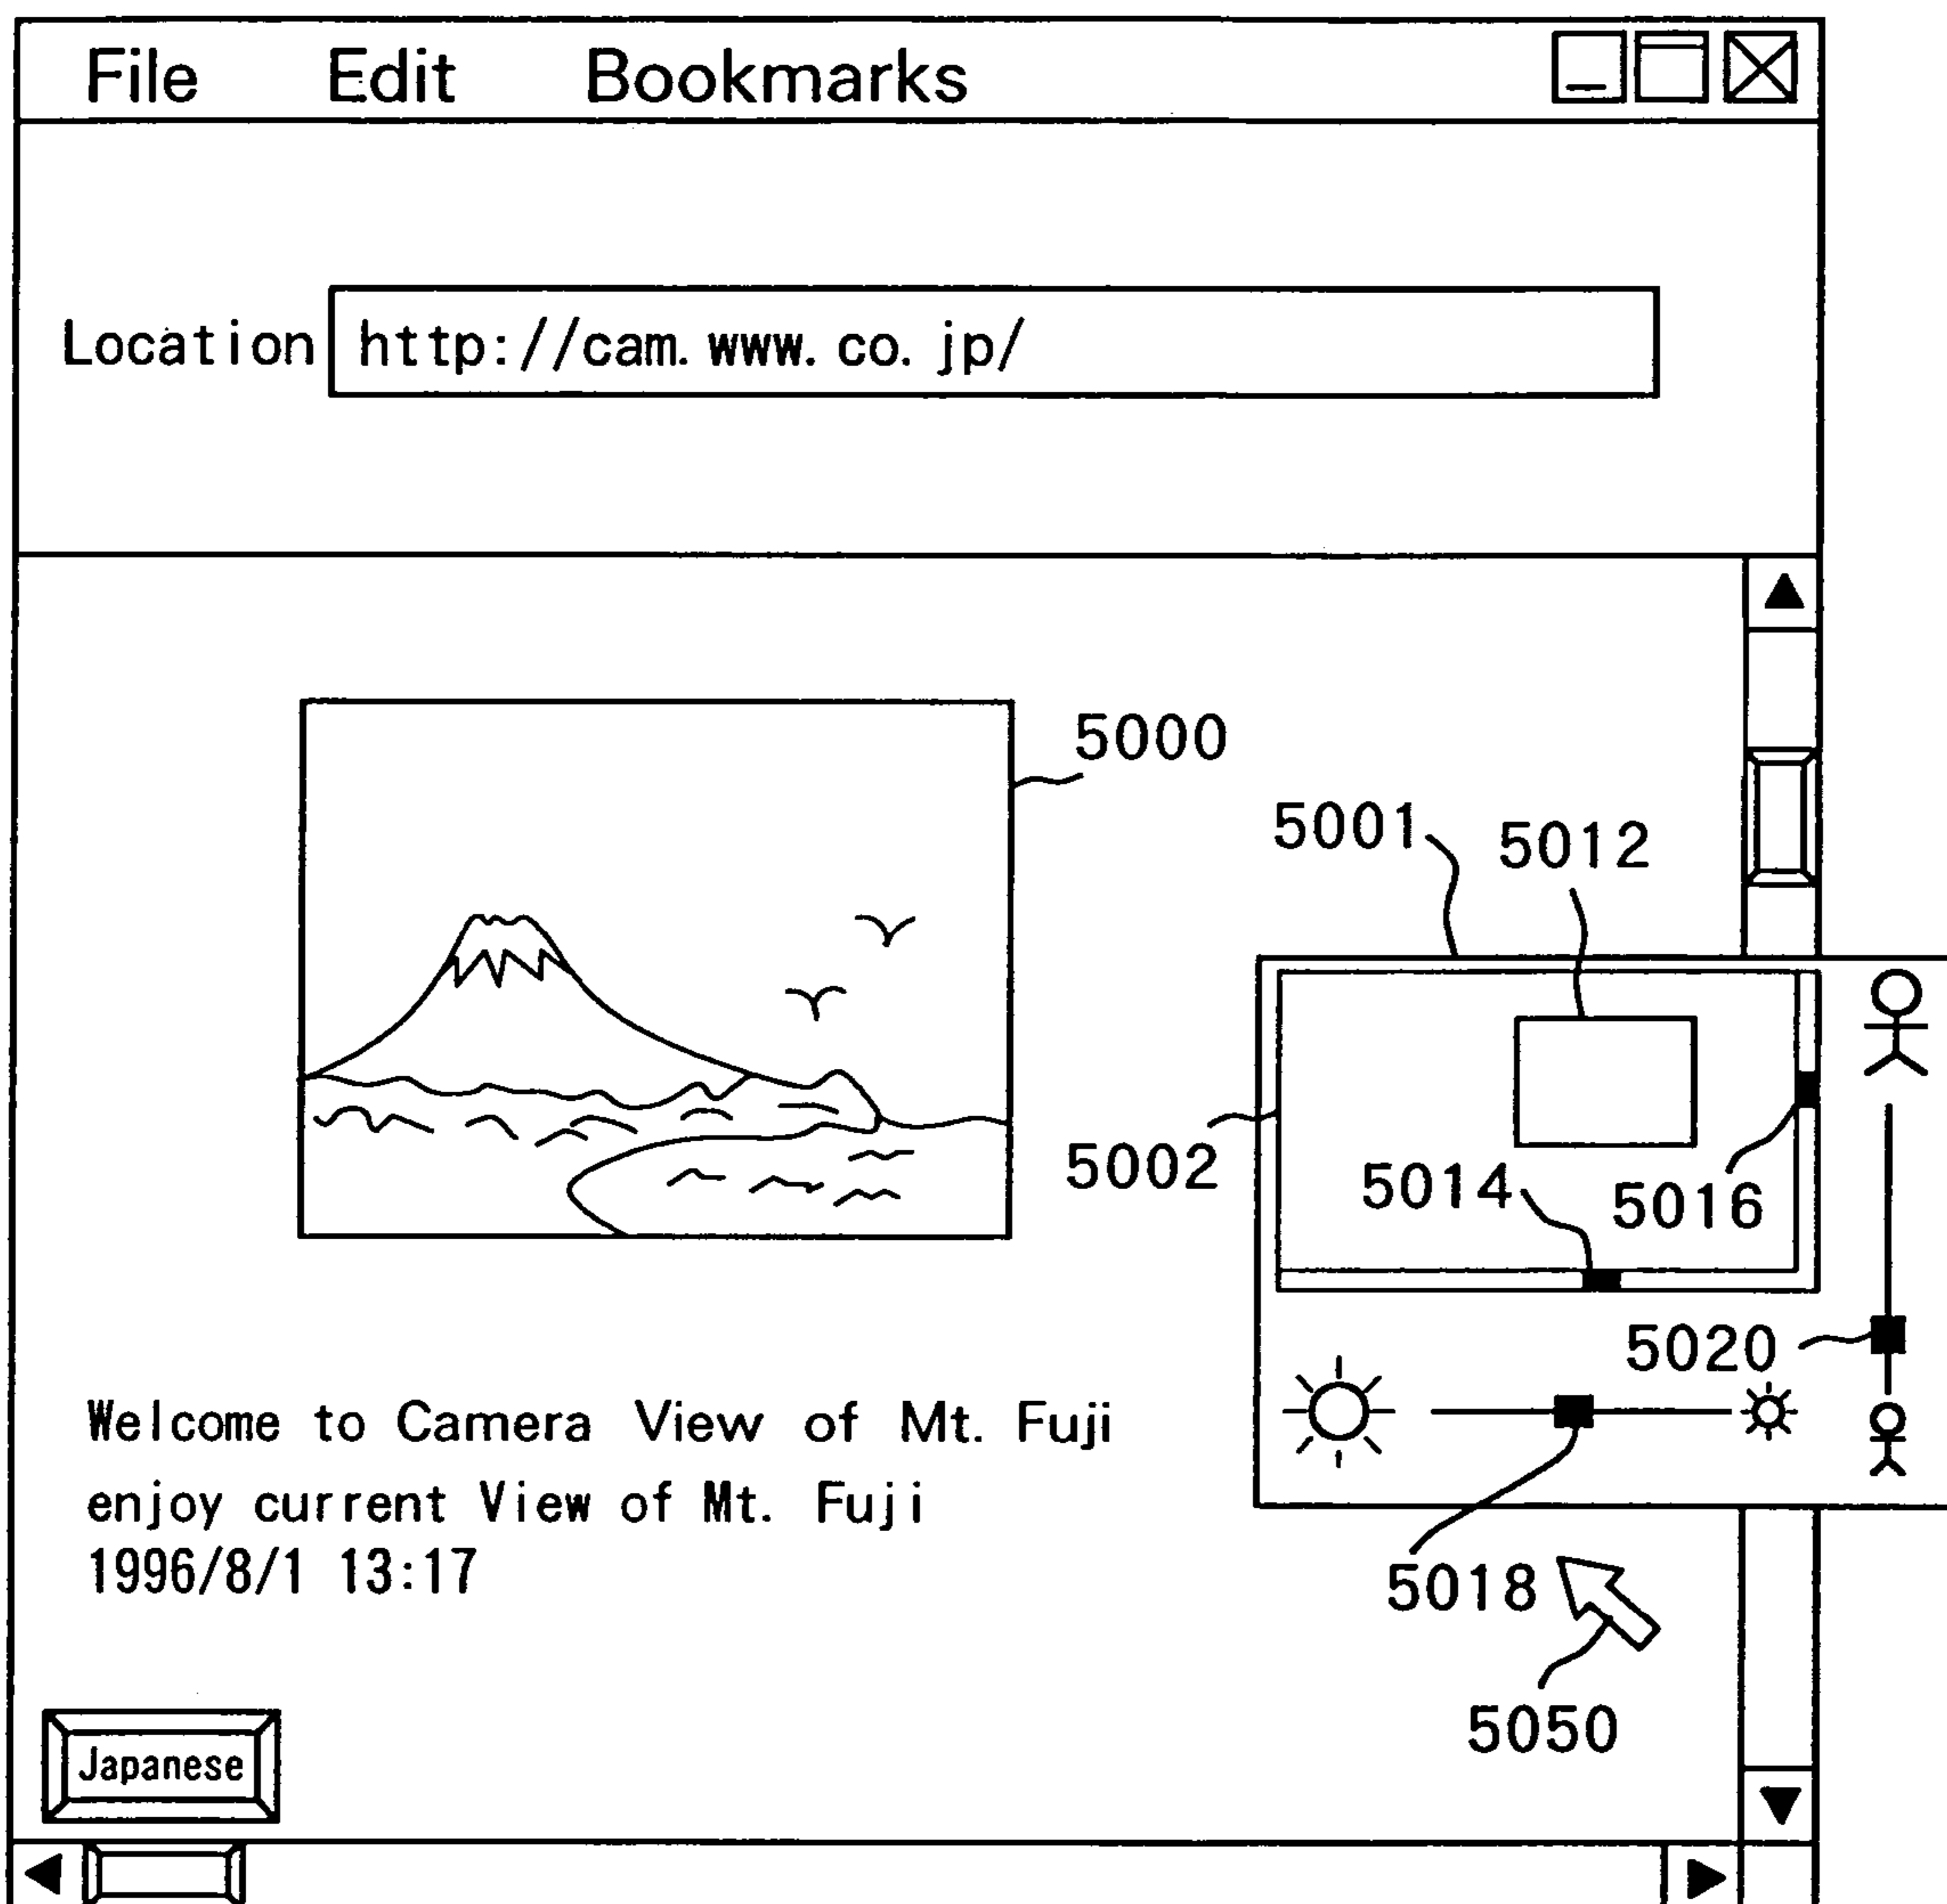 File Edit Bookmarks
Location http://cam.www.co.jp/
5000
5001 5012
5002
5014 5016
5020
Welcome to Camera View of Mt. Fuji
enjoy current View of Mt. Fuji
1996/8/1 13:17
5018
5050
Japanese